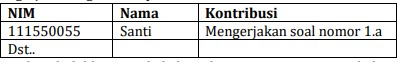 NIM Nama Kontribusi
111550055 Santi Mengerjakan soal nomor 1.a
Dst..